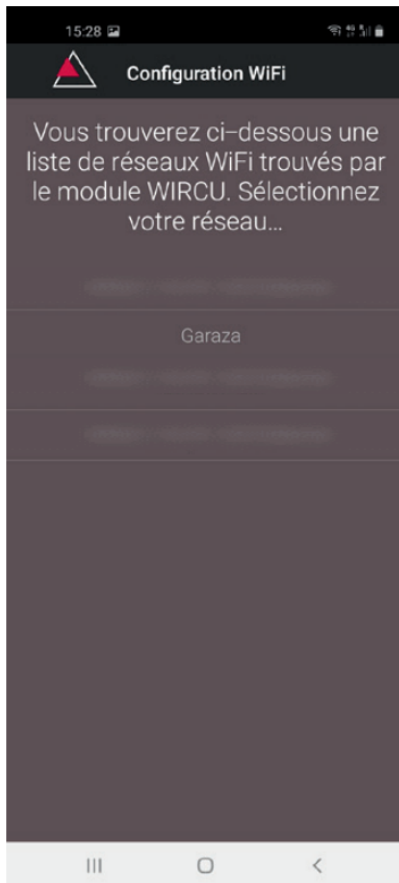 15:28
Configuration WiFi
Vous trouverez ci-dessous une
liste de réseaux WiFi trouvés par
le module WIRCU. Sélectionnez
votre réseau...
Garaza